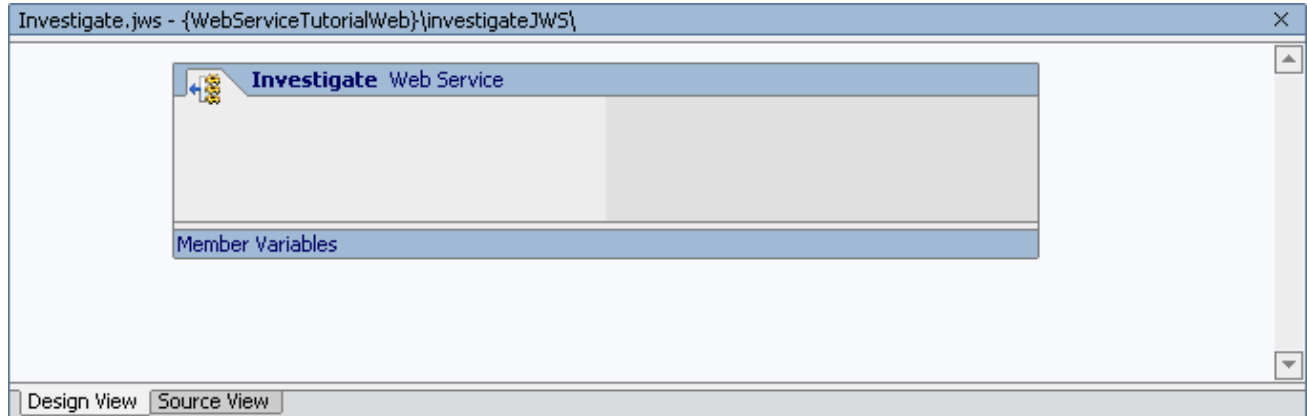 Investigate.jws - {WebServiceTutorialWeb}\investigateJWS\
Investigate Web Service
Member Variables
Design View Source View